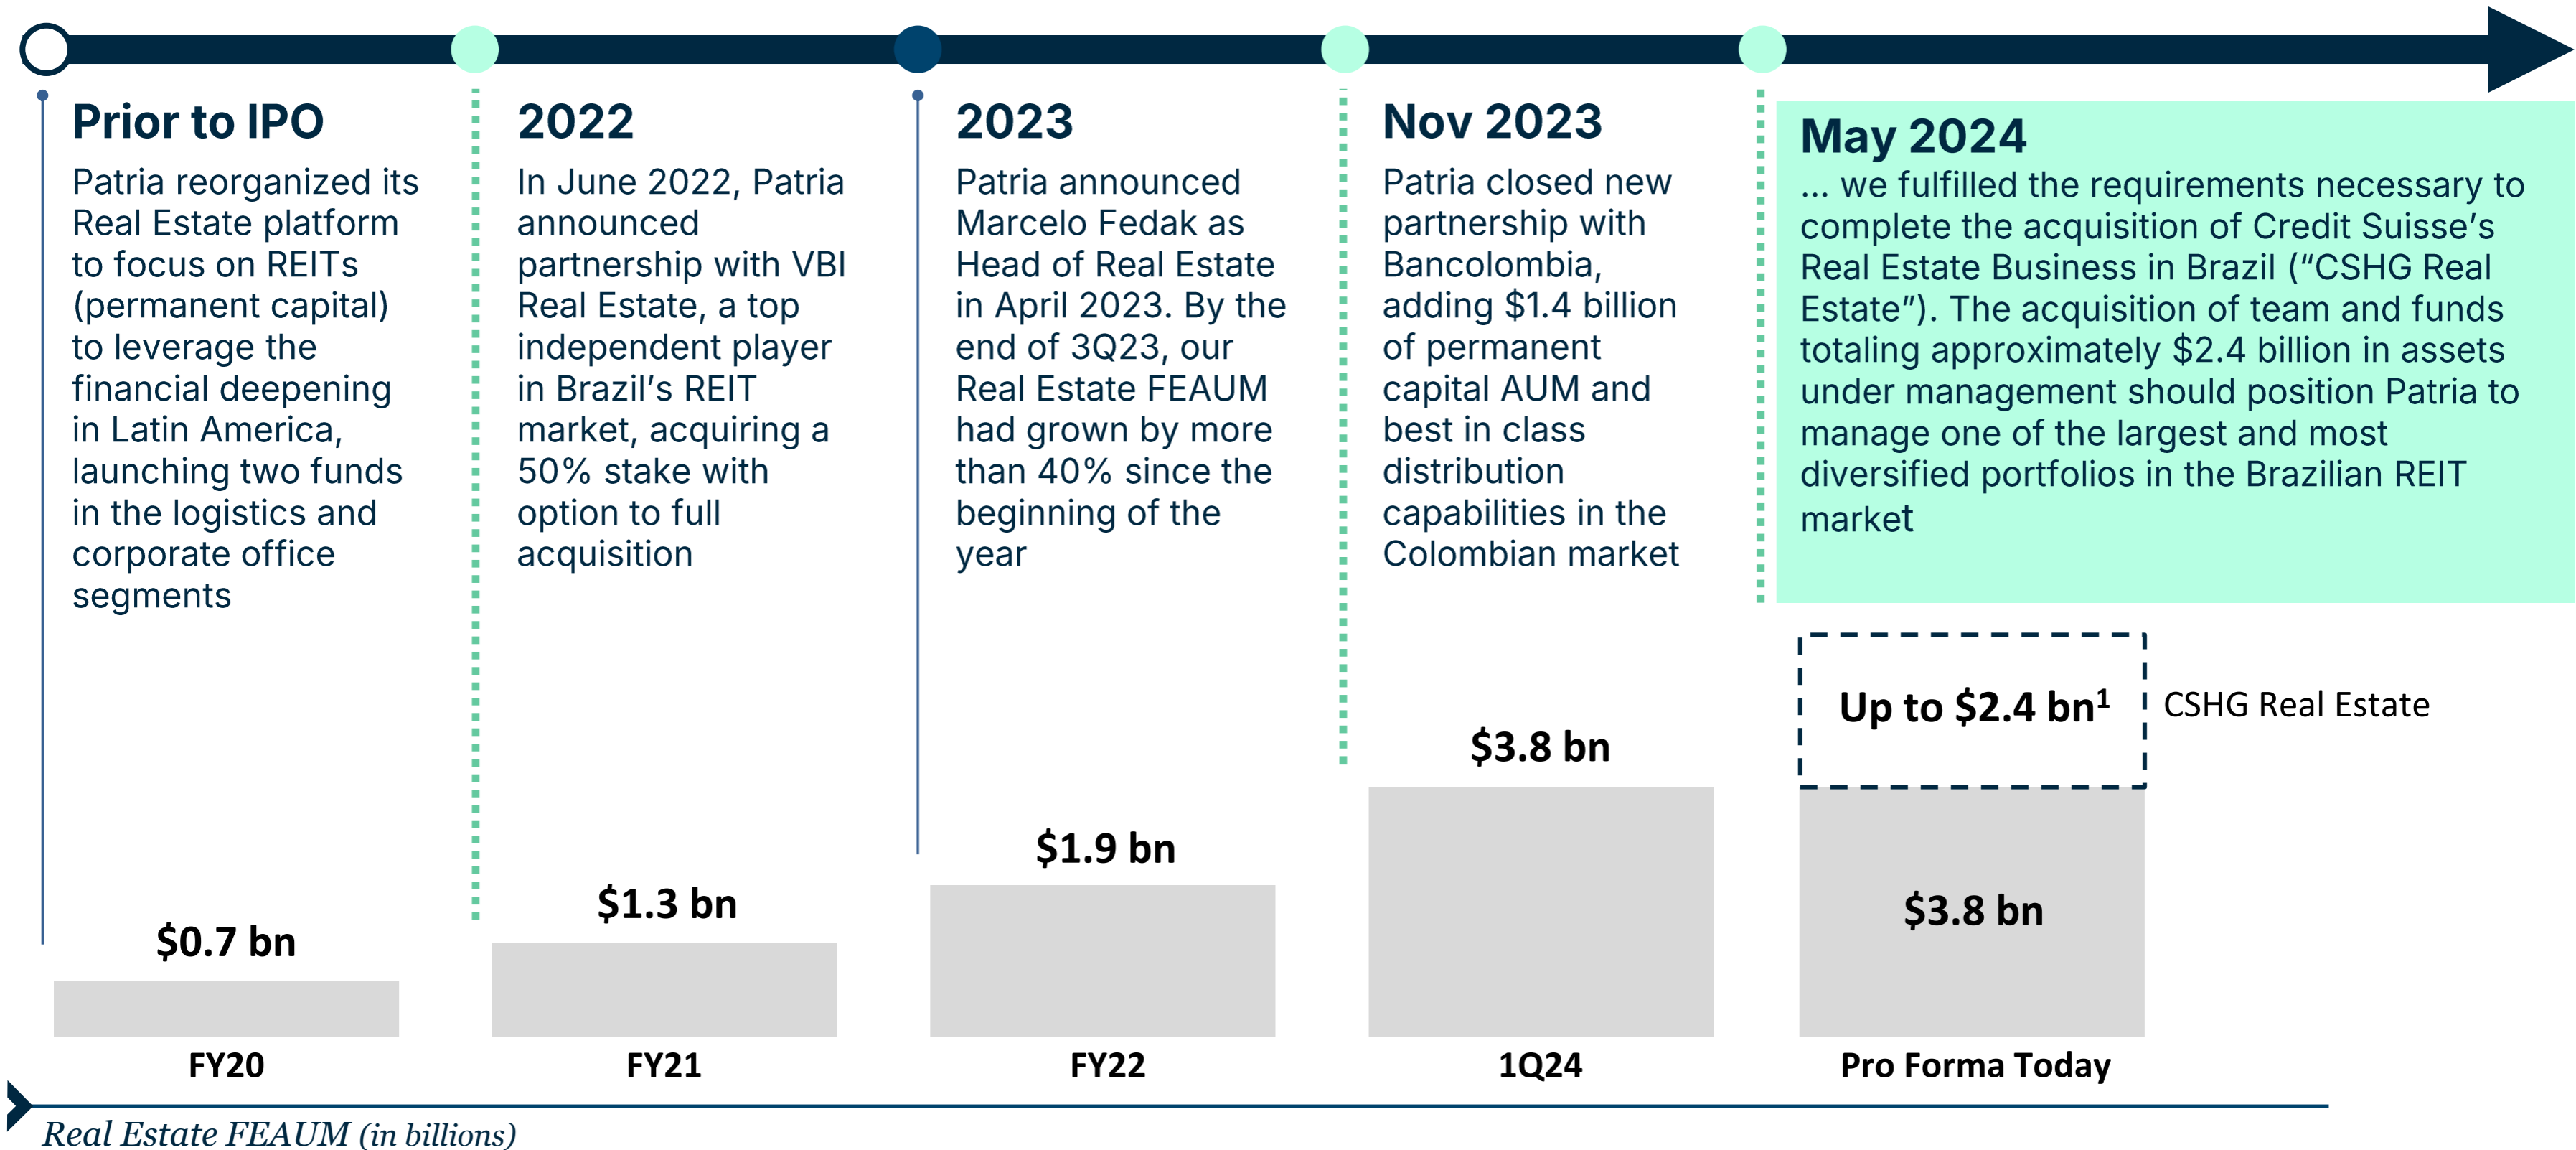 Prior to IPO
Patria reorganized its
Real Estate platform
to focus on REITs
(permanent capital)
to leverage the
financial deepening
in Latin America,
launching two funds
in the logistics and
corporate office
segments
2022
In June 2022, Patria
announced
partnership with VBI
Real Estate, a top
independent player
in Brazil’s REIT
market, acquiring a
50% stake with
option to full
acquisition
2023
Patria announced
Marcelo Fedak as
Head of Real Estate
in April 2023. By the
end of 3Q23, our
Real Estate FEAUM
had grown by more
than 40% since the
beginning of the
year
Nov 2023
Patria closed new
partnership with
Bancolombia,
adding $1.4 billion
of permanent
capital AUM and
best in class
distribution
capabilities in the
Colombian market
May 2024
... we fulfilled the requirements necessary to
complete the acquisition of Credit Suisse’s
Real Estate Business in Brazil (“CSHG Real
Estate”). The acquisition of team and funds
totaling approximately $2.4 billion in assets
under management should position Patria to
manage one of the largest and most
diversified portfolios in the Brazilian REIT
market
$0.7 bn
$1.3 bn
$1.9 bn
$3.8 bn
Up to $2.4 bn¹
CSHG Real Estate
$3.8 bn
FY20
FY21
FY22
1Q24
Pro Forma Today
Real Estate FEAUM (in billions)